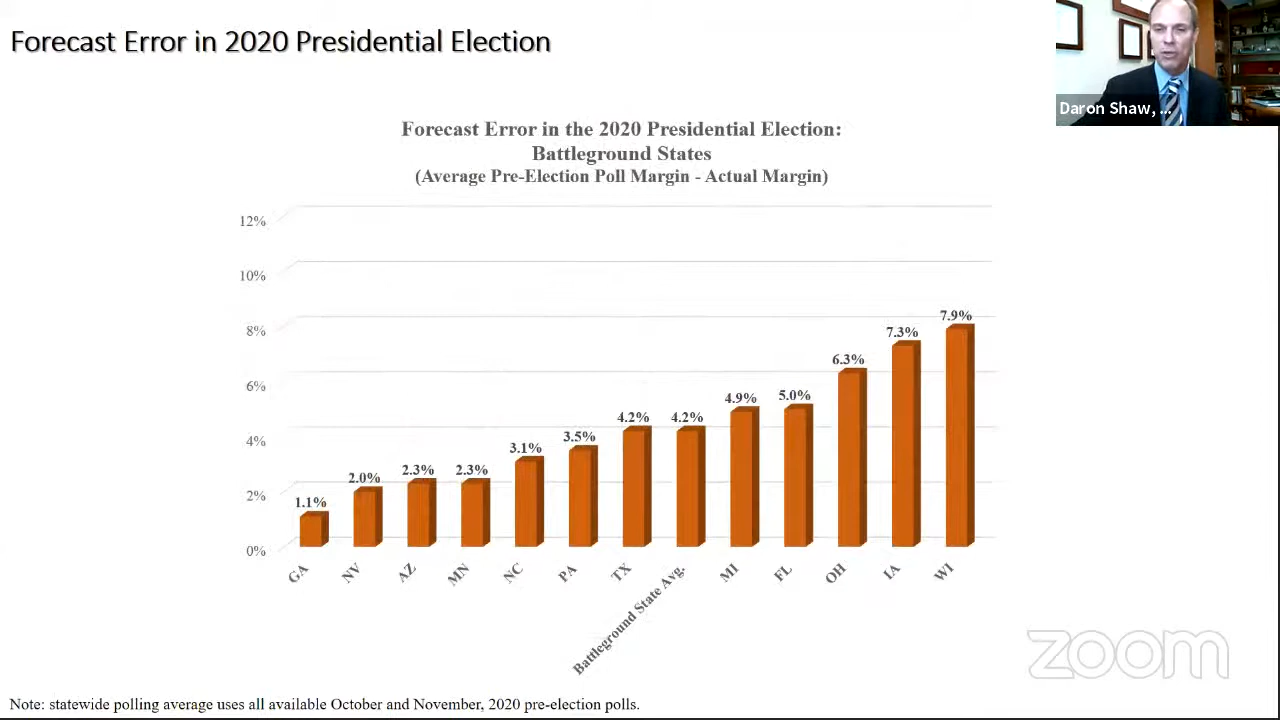 Forecast Error in 2020 Presidential Election
Daron Shaw, ...
Forecast Error in the 2020 Presidential Election:
Battleground States
(Average Pre-Election Poll Margin - Actual Margin)
12%
10%
8%
6%
4%
2%
0%
1.1%
2.0%
2.3%
2.3%
3.1%
3.5%
4.2%
4.2%
4.9%
5.0%
6.3%
7.3%
7.9%
GA
NV
AZ
MN
NC
PA
TX
Battleground State Avg.
MI
FL
OH
IA
WI
zoom
Note: statewide polling average uses all available October and November, 2020 pre-election polls.